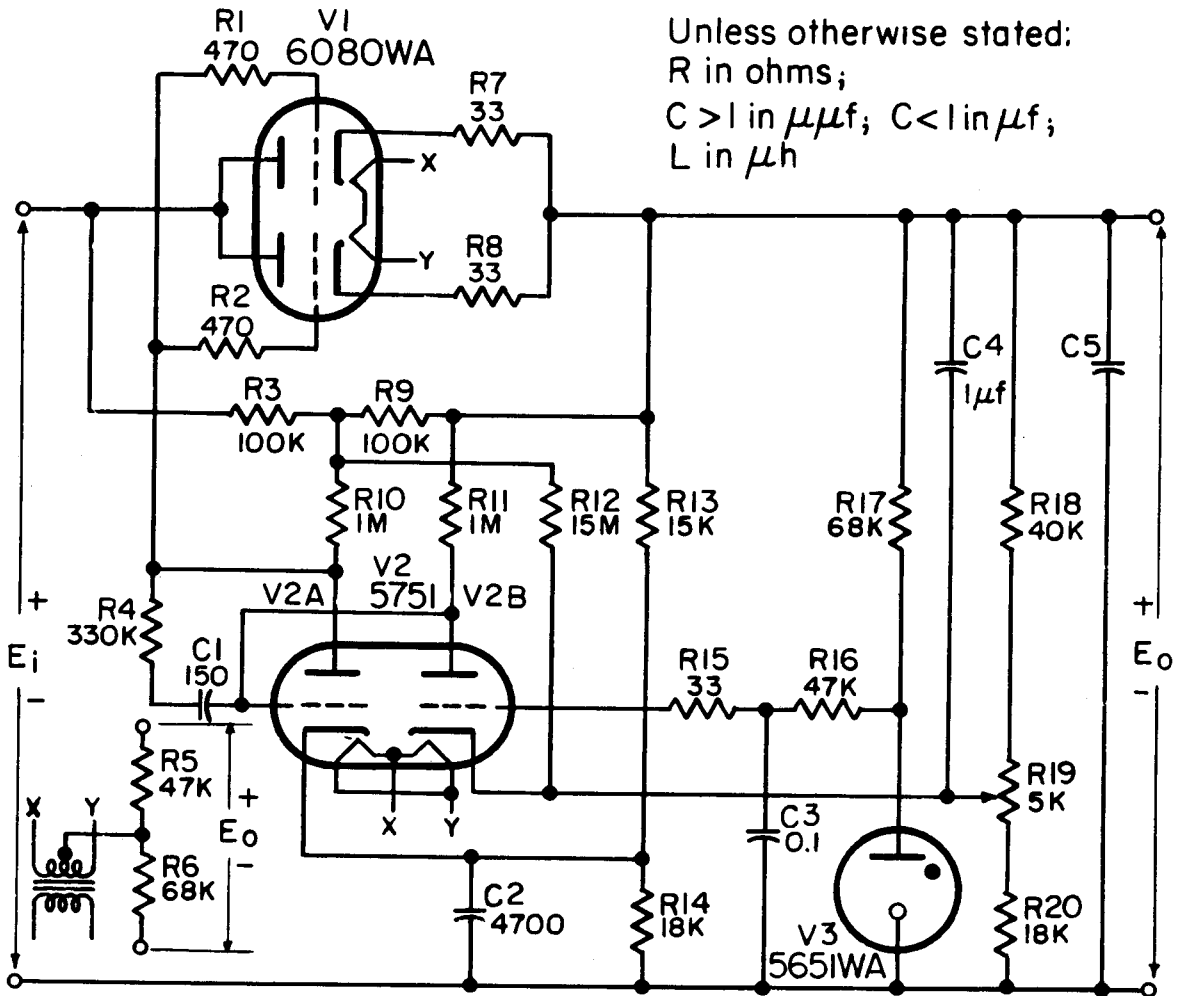 R1
470
V1
6080WA
Unless otherwise stated:
R in ohms;
C >1 in μμf; C<1 in μf;
L in μh
R7
33
X
Y
R8
33
R2
470
R3
100K
R9
100K
C4
1μf
C5
R10
1M
R11
1M
R12
15M
R13
15K
R17
68K
R18
40K
V2
5751
V2A
V2B
R4
330K
C1
150
+
Ei
-
+
Eo
-
R15
33
R16
47K
R5
47K
X
Y
+
Eo
-
R6
68K
X
Y
C3
0.1
R19
5K
C2
4700
R14
18K
V3
5651WA
R20
18K